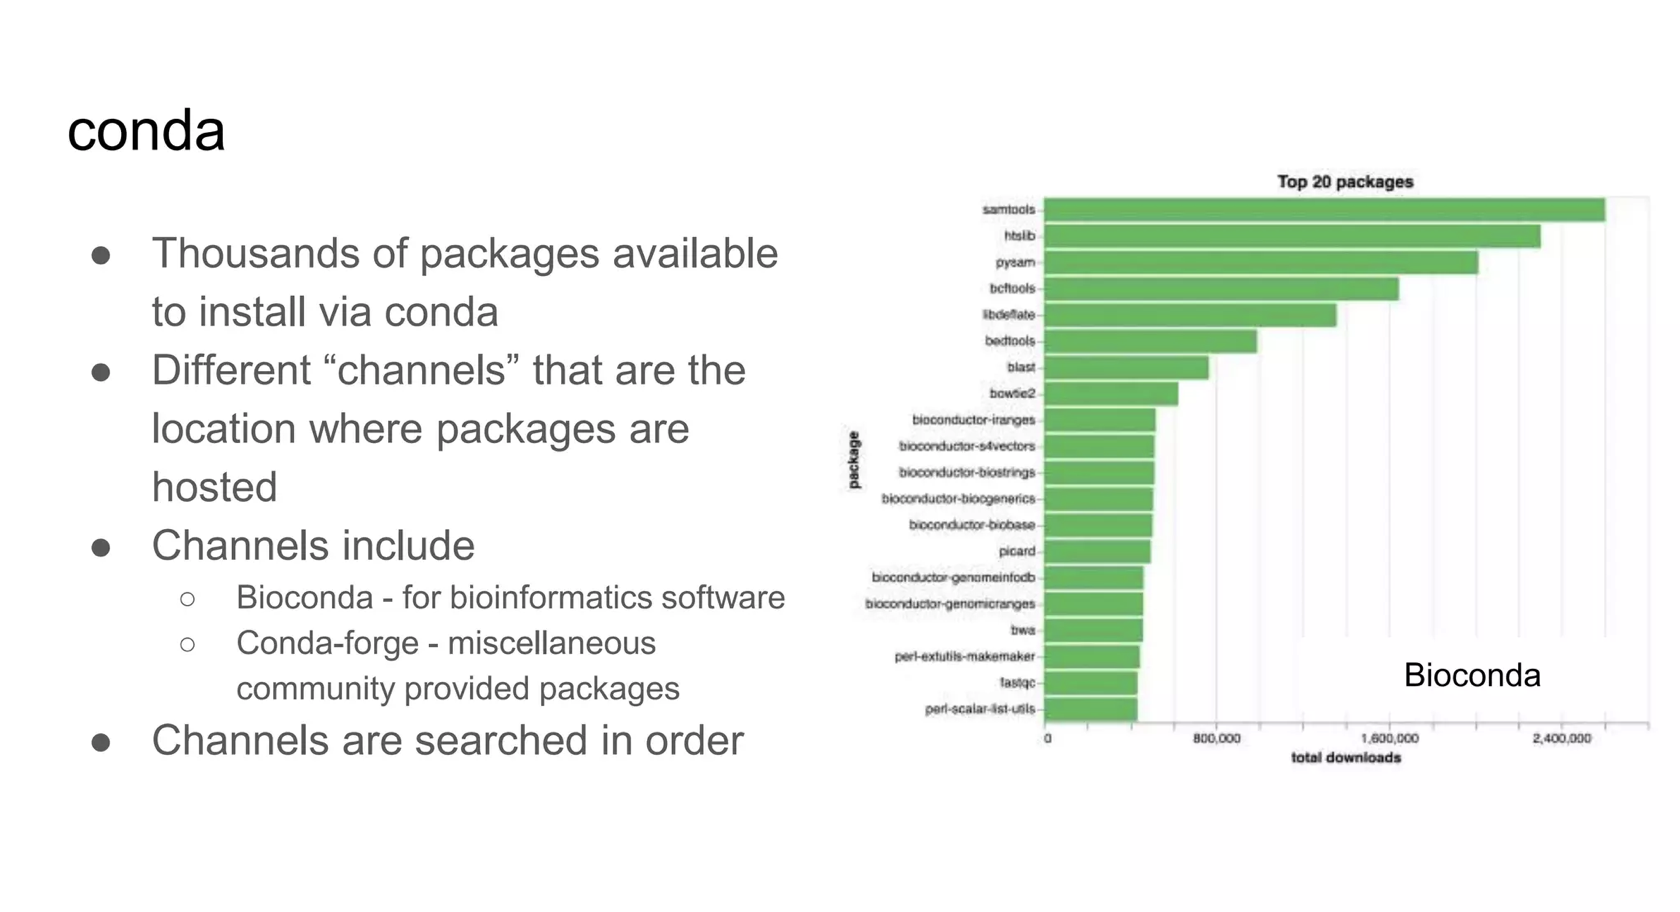 conda
● Thousands of packages available
to install via conda
● Different “channels” that are the
location where packages are
hosted
● Channels include
○ Bioconda - for bioinformatics software
○ Conda-forge - miscellaneous
community provided packages
● Channels are searched in order
Top 20 packages
package
samtools
htslib
pysam
bcftools
libdeflate
bedtools
blast
bowtie2
bioconductor-iranges
bioconductor-s4vectors
bioconductor-biostrings
bioconductor-biocgenerics
bioconductor-biobase
picard
bioconductor-genomeinfodb
bioconductor-genomicranges
bwa
perl-extutils-makemaker
fastqc
perl-scalar-list-utils
Bioconda
0 800,000 1,600,000 2,400,000
total downloads